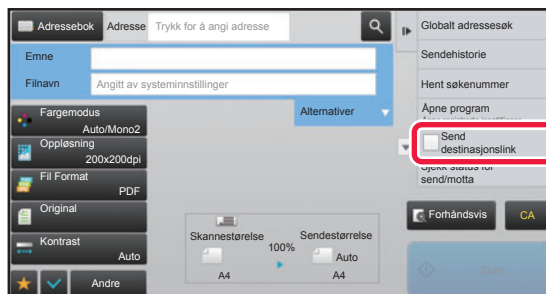 Adressebok
Adresse
Trykk for å angi adresse
Emne
Filnavn
Angitt av systeminnstillinger
Alternativer
Fargemodus
Auto/Mono2
Oppløsning
200x200dpi
Fil Format
PDF
Original
Kontrast
Auto
Andre
Skannestørelse
100%
Sendestørrelse
A4
Auto
A4
Globalt adressesøk
Sendehistorie
Hent søkenummer
Åpne program
Send
destinasjonslink
Sjekk status for
send/motta
Forhåndsvis
CA
Start